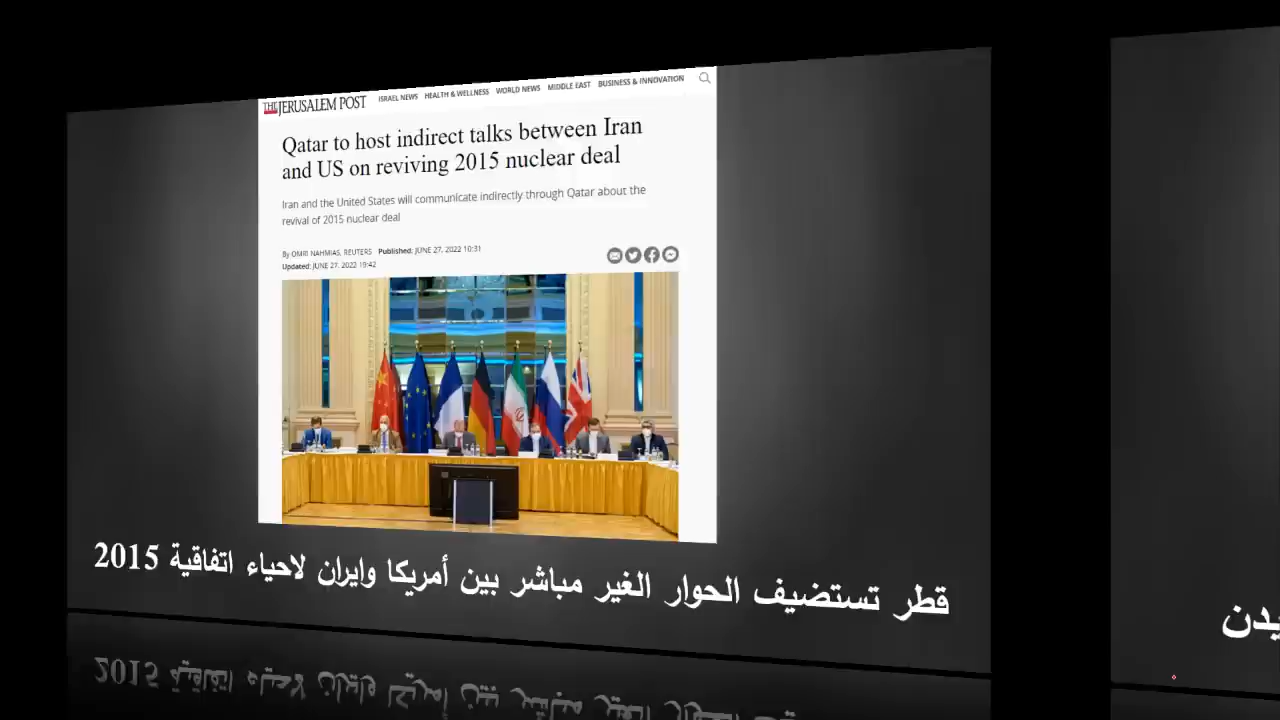 THE JERUSALEM POST
ISRAEL NEWS HEALTH & WELLNESS WORLD NEWS MIDDLE EAST BUSINESS & INNOVATION
Qatar to host indirect talks between Iran
and US on reviving 2015 nuclear deal
Iran and the United States will communicate indirectly through Qatar about the
revival of 2015 nuclear deal
By OMRI NAHMIAS, REUTERS Published: JUNE 27, 2022 10:31
Updated: JUNE 27, 2022 19:42
قطر تستضيف الحوار الغير مباشر بين أمريكا وايران لاحياء اتفاقية 2015
يدن